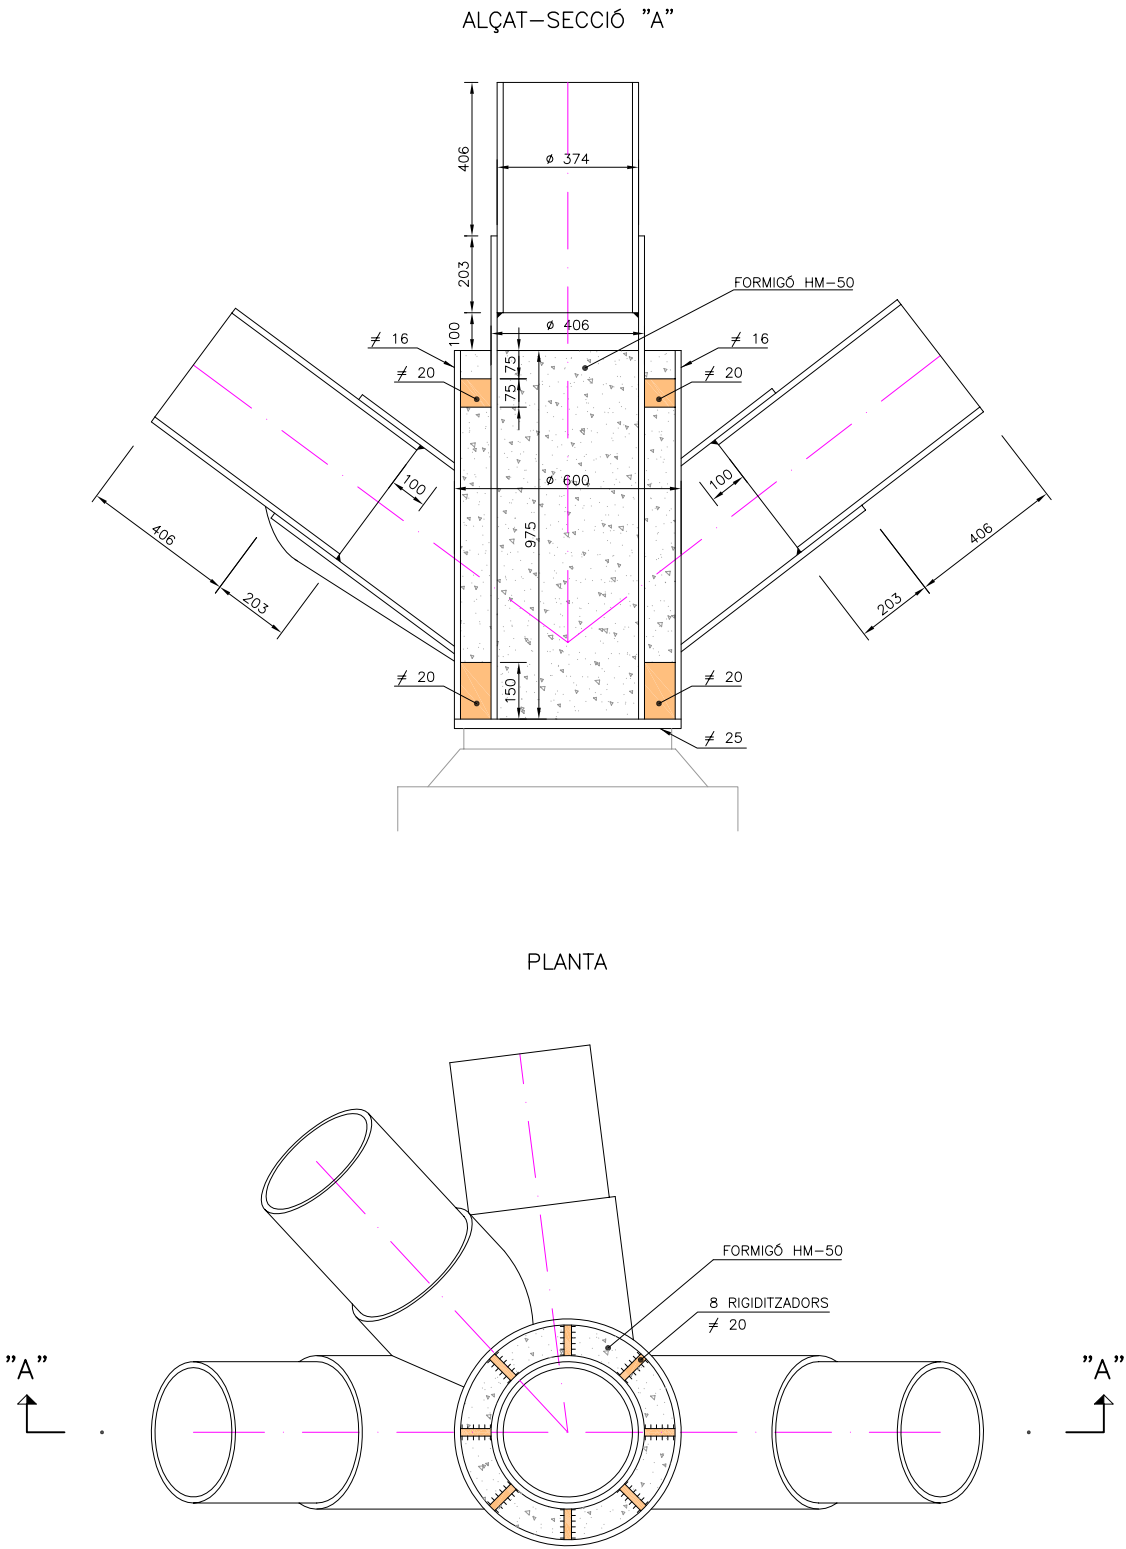 ALÇAT–SECCIÓ "A"
406
ø 374
203
FORMIGÓ HM–50
100
ø 406
≠ 16
≠ 16
75
≠ 20
≠ 20
75
100
ø 600
100
406
975
406
203
203
≠ 20
150
≠ 20
≠ 25
PLANTA
FORMIGÓ HM–50
8 RIGIDITZADORS
≠ 20
"A"
"A"